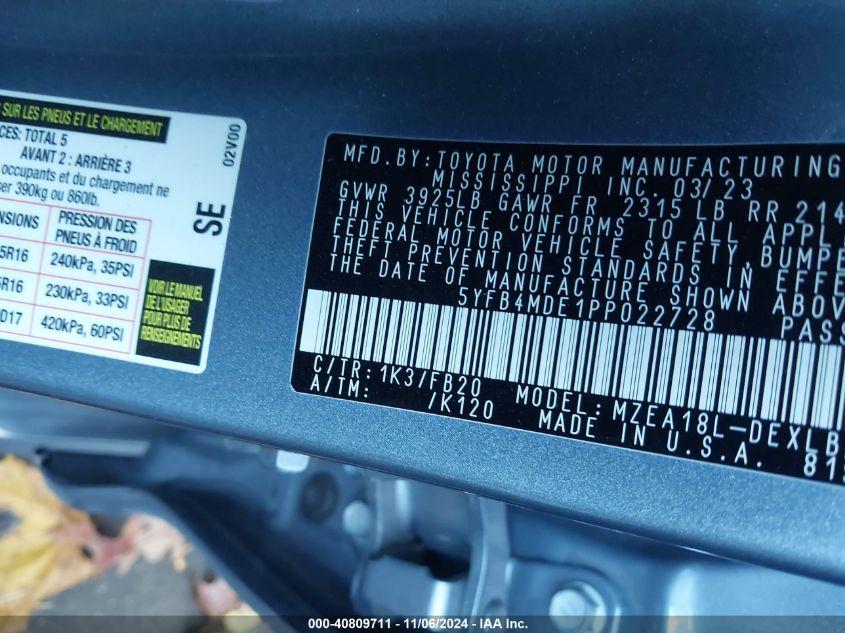 SUR LES PNEUS ET LE CHARGEMENT
CES: TOTAL 5
AVANT 2 : ARRIÈRE 3
occupants et du chargement ne
ser 390kg ou 860lb.
ENSIONS PRESSION DES PNEUS À FROID
5R16 240kPa, 35PSI
5R16 230kPa, 33PSI
D17 420kPa, 60PSI
VOIR LE MANUEL
DE L'USAGER
POUR PLUS DE
RENSEIGNEMENTS
SE
02V00
MFD. BY: TOYOTA MOTOR MANUFACTURING
MISSISSIPPI INC. 03/23
GVWR 3925LB GAWR FR 2315 LB RR 214
THIS VEHICLE CONFORMS TO ALL APPL
FEDERAL MOTOR VEHICLE SAFETY, BUMPE
THEFT PREVENTION STANDARDS IN EFFE
THE DATE OF MANUFACTURE SHOWN ABOV
5YFB4MDE1PP022728 PASS
C/TR: 1K3/FB20 MODEL: MZEA18L-DEXLB
A/TM: /K120 MADE IN U.S.A. 81
000-40809711 - 11/06/2024 - IAA Inc.